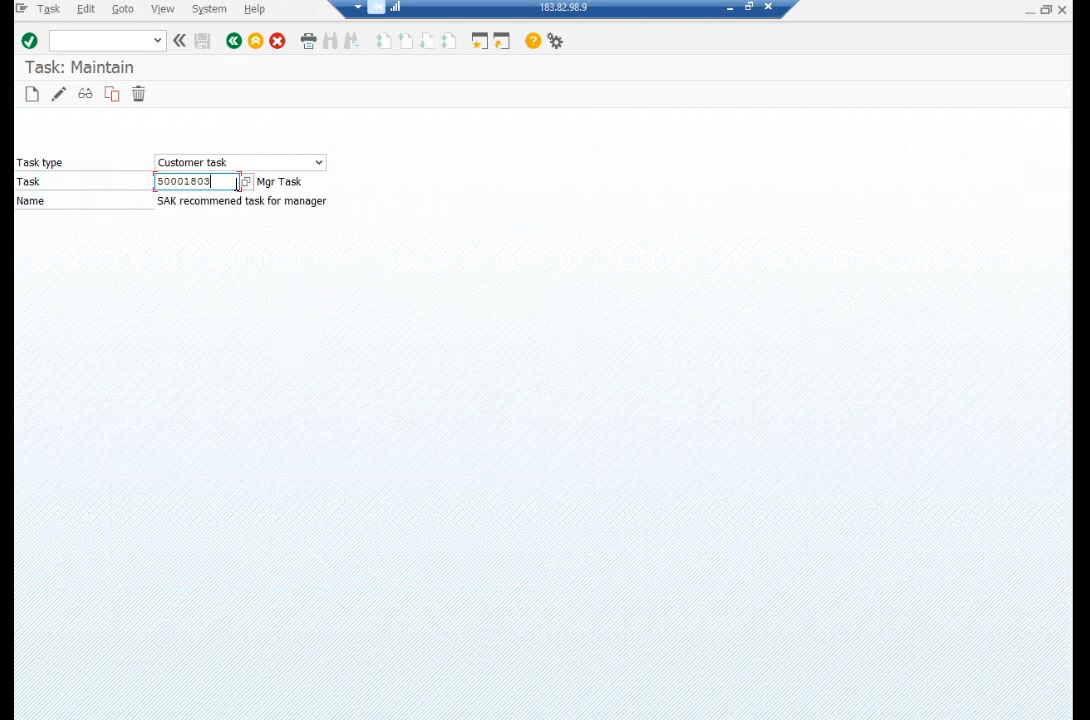 Task Edit Goto View System Help
183.82.98.9
Task: Maintain
Task type Customer task
Task 50001803 Mgr Task
Name SAK recommened task for manager